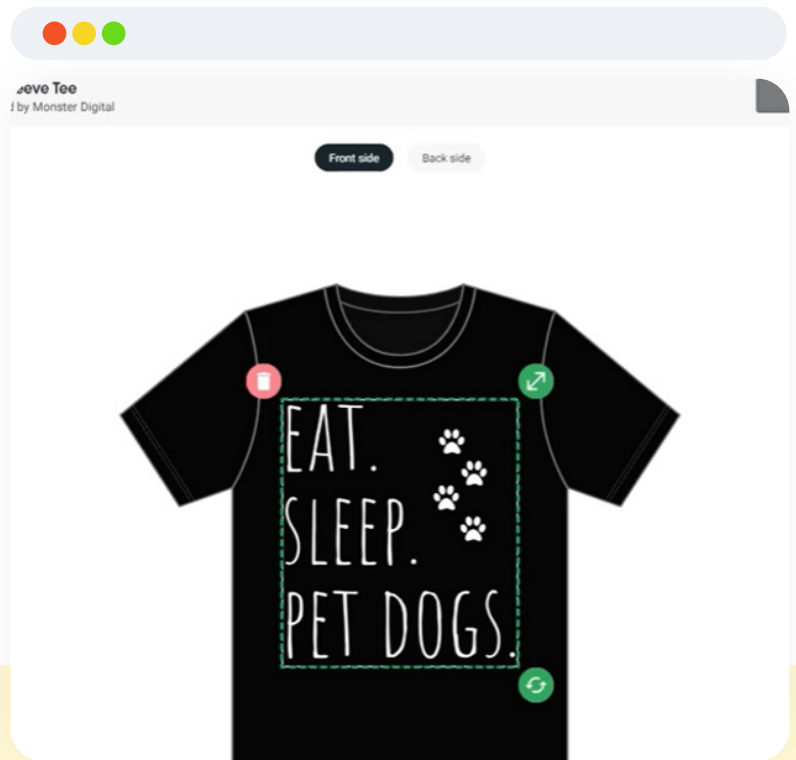 eeve Tee
d by Monster Digital
Front side
Back side
EAT.
SLEEP.
PET DOGS.